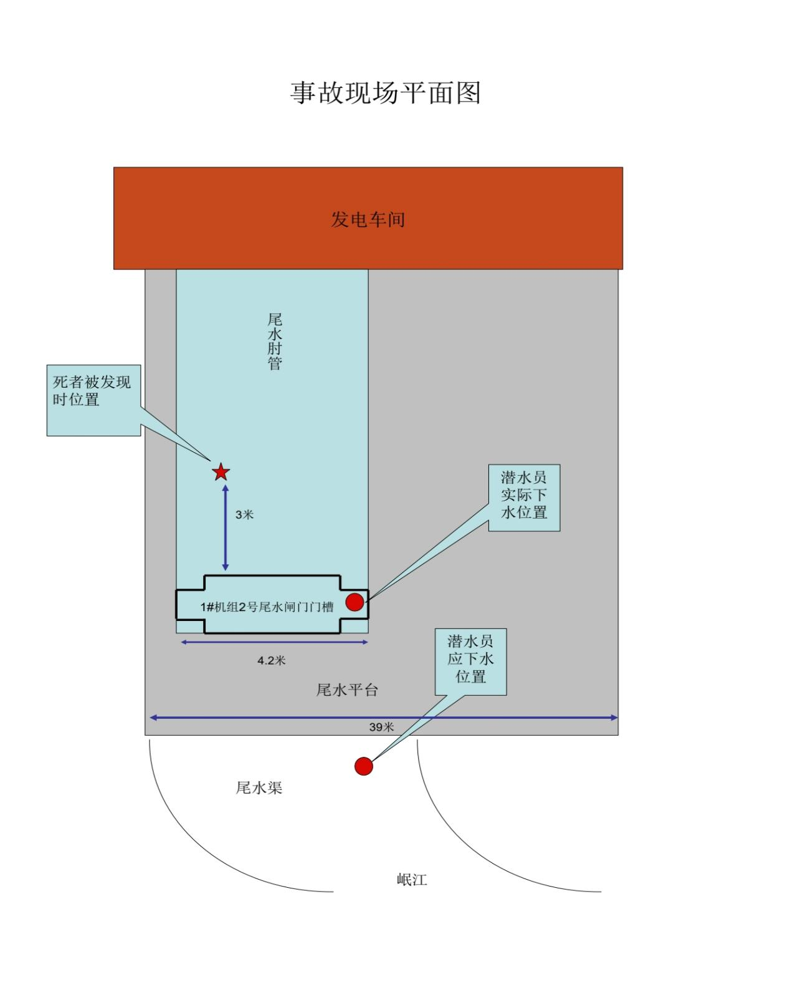 事故现场平面图
发电车间
尾水肘管
死者被发现
时位置
潜水员
实际下
水位置
3米
1#机组2号尾水闸门门槽
4.2米
潜水员
应下水
位置
尾水平台
39米
尾水渠
岷江